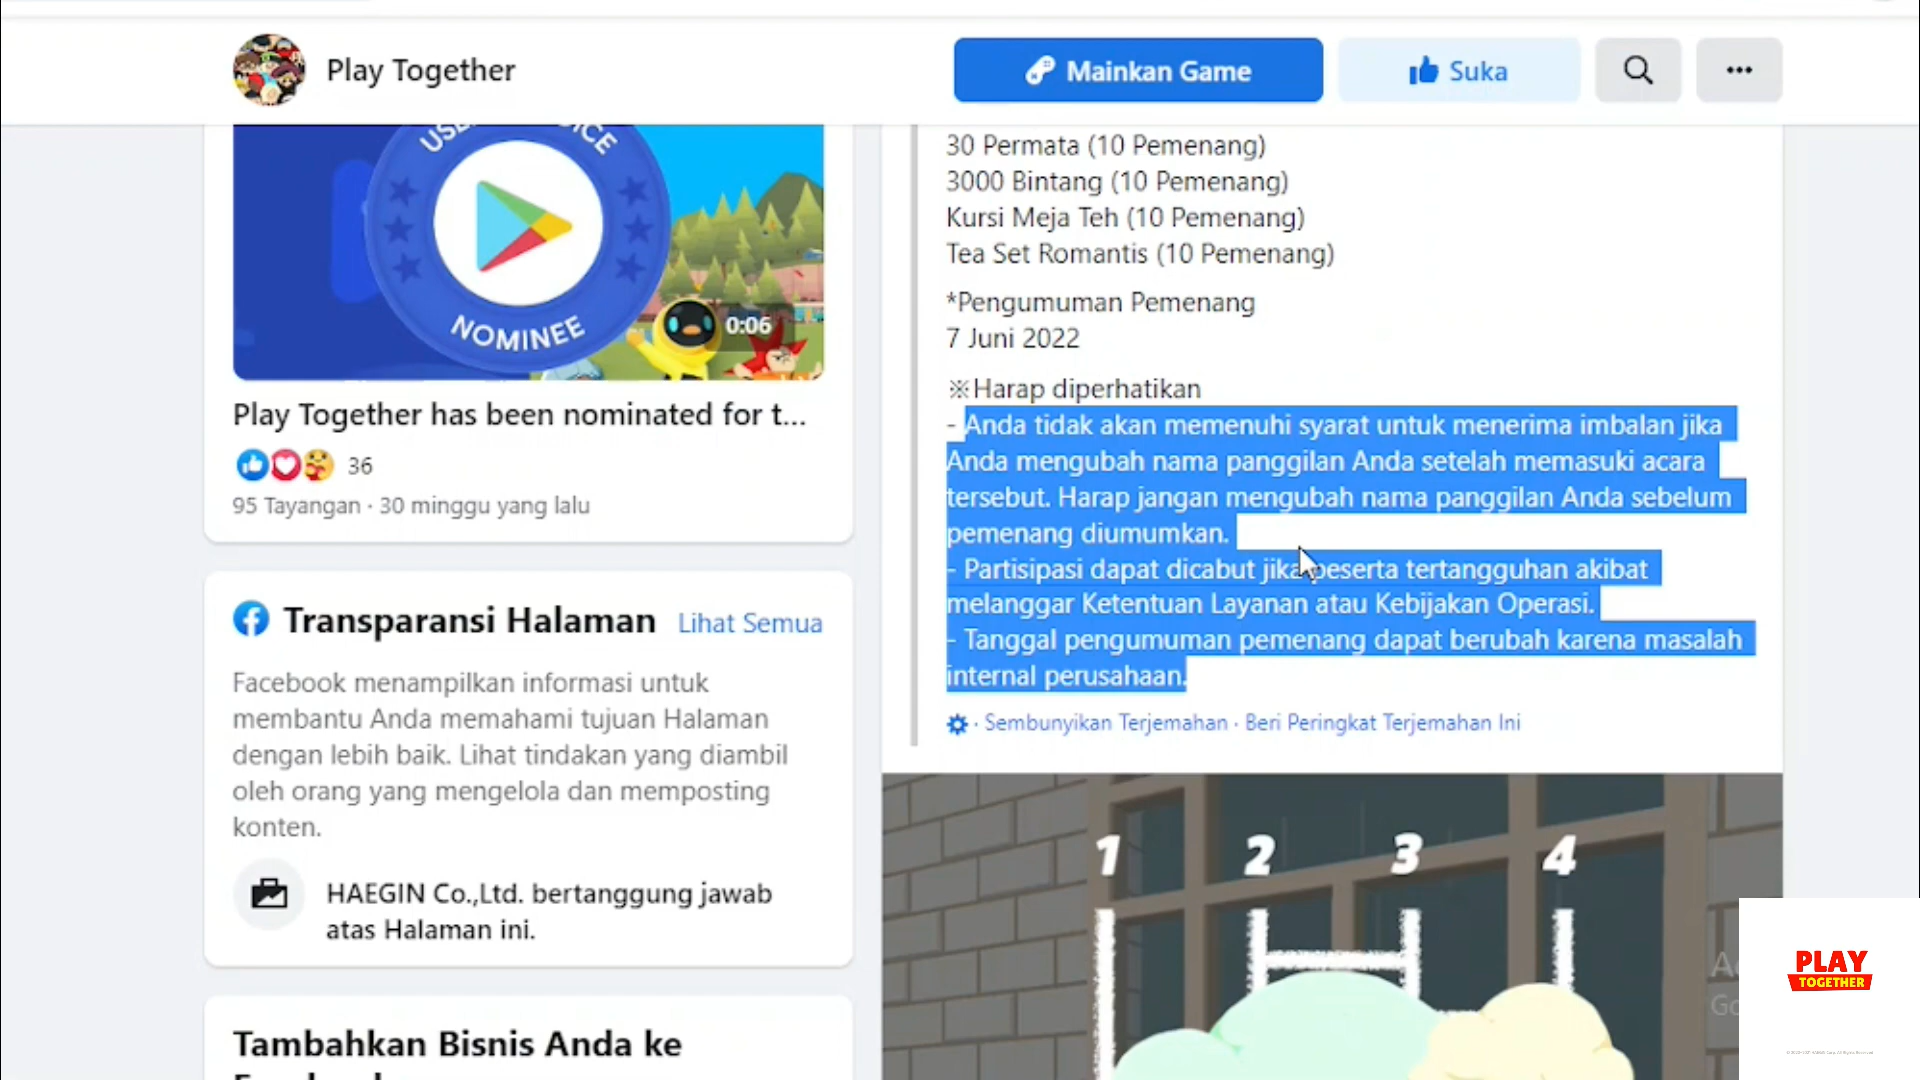 Play Together
Mainkan Game
Suka
NOMINEE
0:06
Play Together has been nominated for t...
36
95 Tayangan · 30 minggu yang lalu
Transparansi Halaman
Lihat Semua
Facebook menampilkan informasi untuk
membantu Anda memahami tujuan Halaman
dengan lebih baik. Lihat tindakan yang diambil
oleh orang yang mengelola dan memposting
konten.
HAEGIN Co.,Ltd. bertanggung jawab
atas Halaman ini.
Tambahkan Bisnis Anda ke
30 Permata (10 Pemenang)
3000 Bintang (10 Pemenang)
Kursi Meja Teh (10 Pemenang)
Tea Set Romantis (10 Pemenang)
*Pengumuman Pemenang
7 Juni 2022
※Harap diperhatikan
- Anda tidak akan memenuhi syarat untuk menerima imbalan jika
Anda mengubah nama panggilan Anda setelah memasuki acara
tersebut. Harap jangan mengubah nama panggilan Anda sebelum
pemenang diumumkan.
- Partisipasi dapat dicabut jika peserta tertangguhan akibat
melanggar Ketentuan Layanan atau Kebijakan Operasi.
- Tanggal pengumuman pemenang dapat berubah karena masalah
internal perusahaan.
· Sembunyikan Terjemahan · Beri Peringkat Terjemahan Ini
1 2 3 4
PLAY
TOGETHER